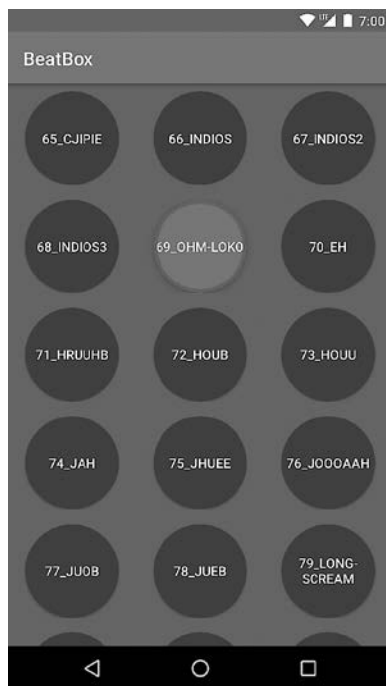 LTE 7:00
BeatBox
65_CJIPIE 66_INDIOS 67_INDIOS2
68_INDIOS3 69_OHM-LOKO 70_EH
71_HRUUHB 72_HOUB 73_HOUU
74_JAH 75_JHUEE 76_JOOOAAH
77_JUOB 78_JUEB 79_LONG-
SCREAM